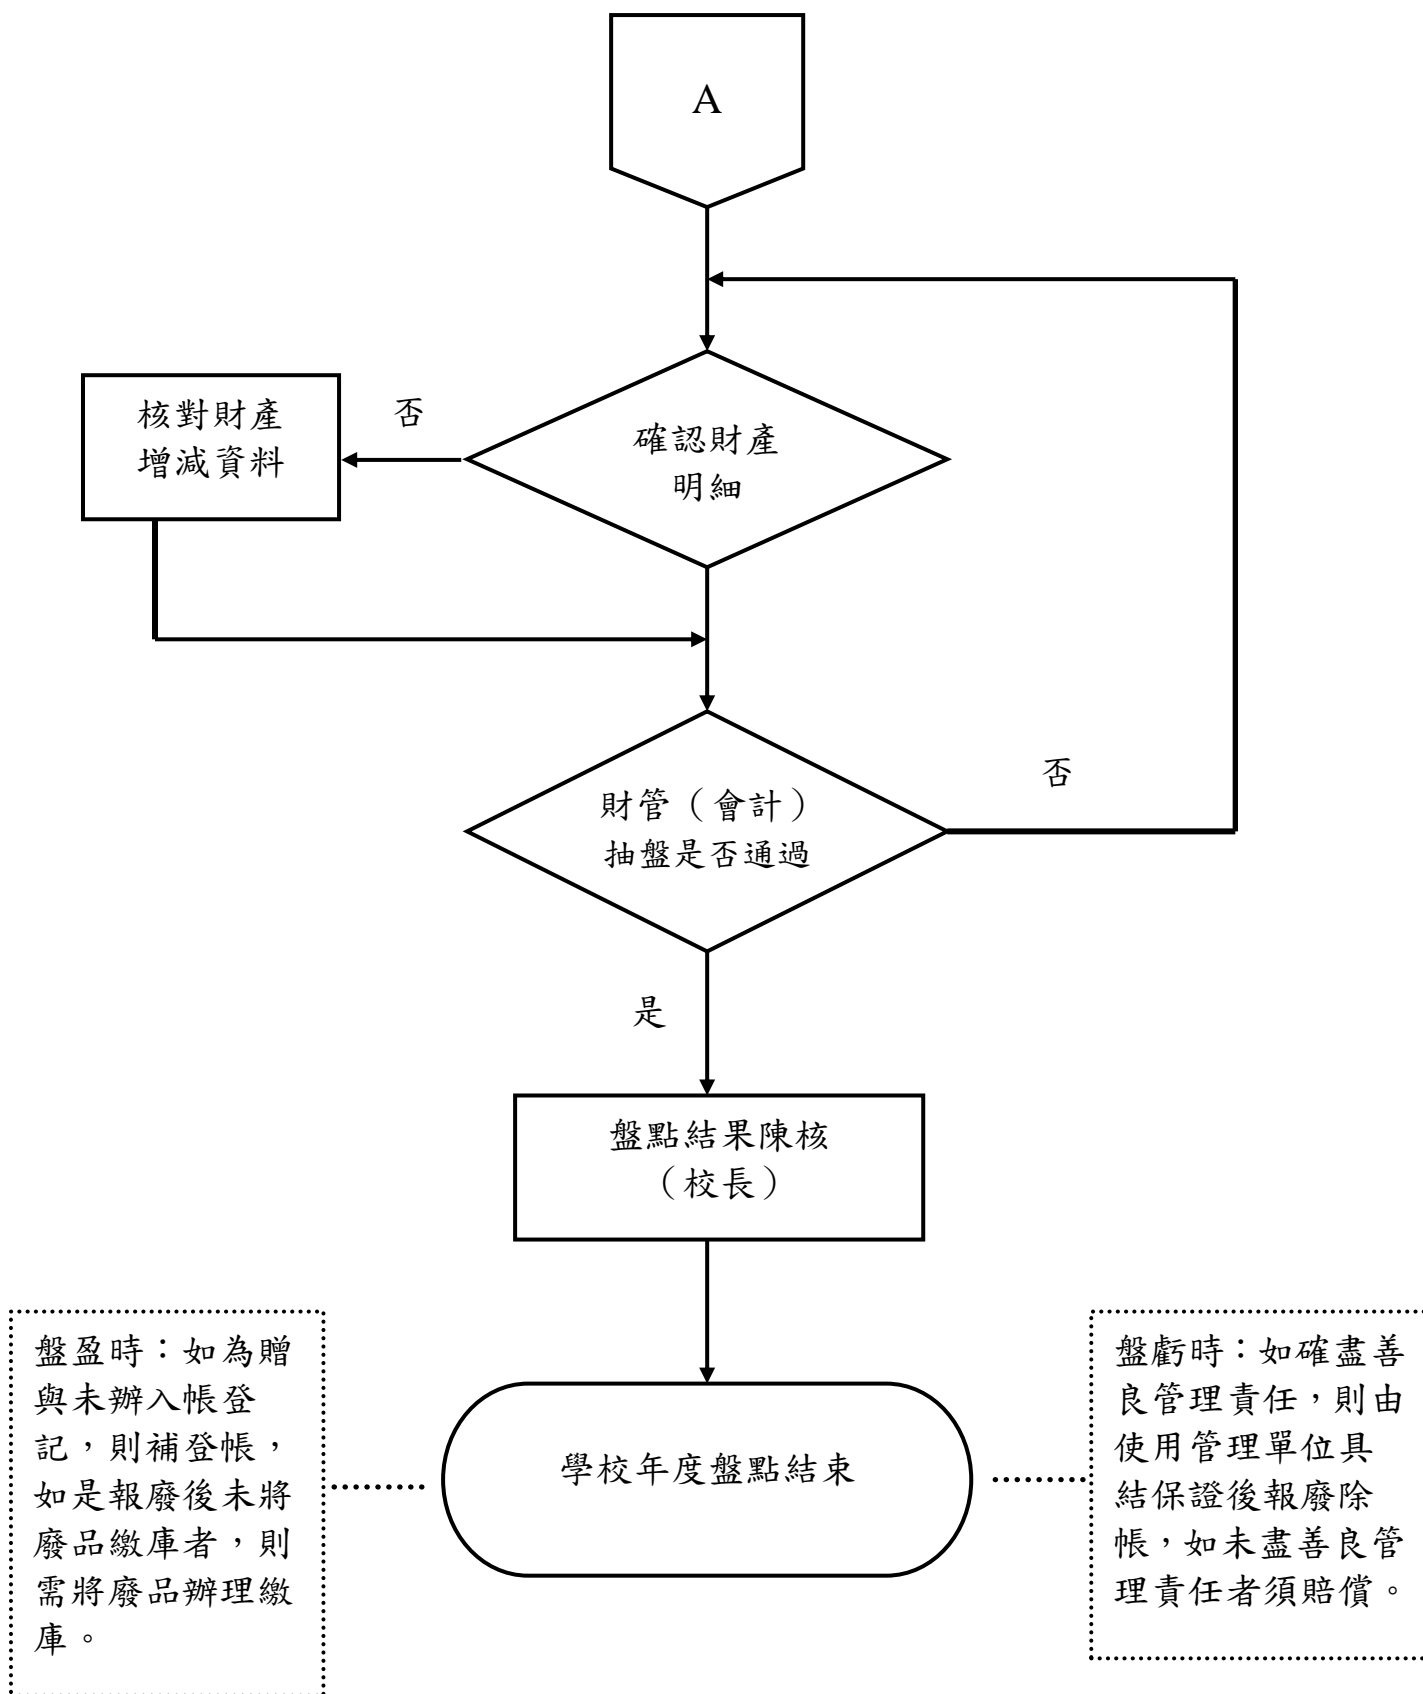 A
核對財產
增減資料
否
確認財產
明細
財管（會計）
抽盤是否通過
否
是
盤點結果陳核
（校長）
學校年度盤點結束
盤盈時：如為贈
與未辦入帳登
記，則補登帳，
如是報廢後未將
廢品繳庫者，則
需將廢品辦理繳
庫。
盤虧時：如確盡善
良管理責任，則由
使用管理單位具
結保證後報廢除
帳，如未盡善良管
理責任者須賠償。